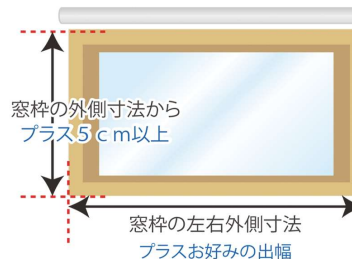 窓枠の外側寸法から
プラス5cm以上
窓枠の左右外側寸法
プラスお好みの出幅